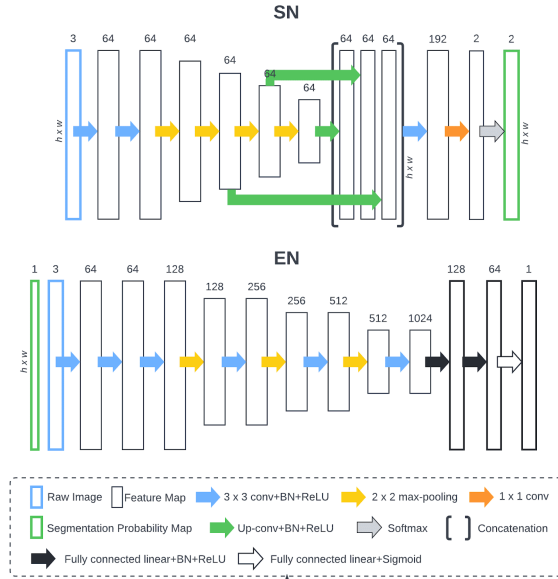 SN
3 64 64 64 64 64 64 64 64 64 192 2 2
h x w
h x w
h x w
EN
1 3 64 64 128 128 256 256 512 512 1024 128 64 1
h x w
Raw Image Feature Map 3 x 3 conv+BN+ReLU 2 x 2 max-pooling 1 x 1 conv
Segmentation Probability Map Up-conv+BN+ReLU Softmax Concatenation
Fully connected linear+BN+ReLU Fully connected linear+Sigmoid